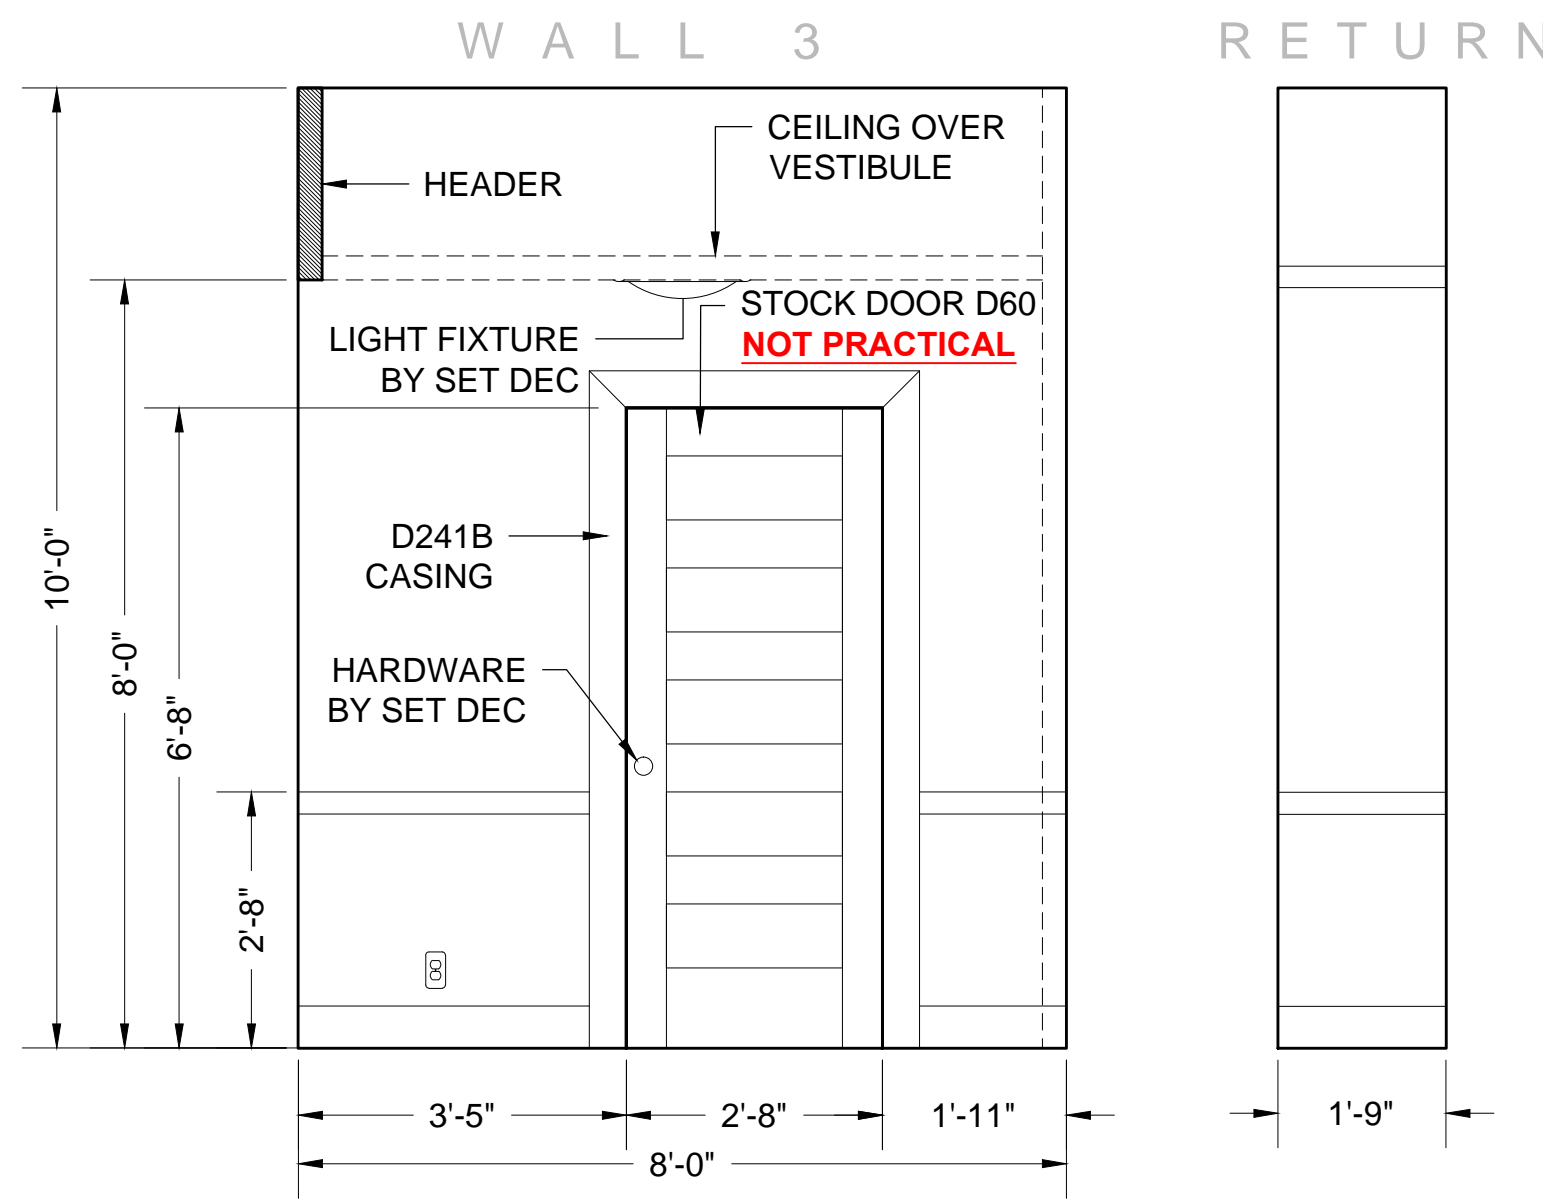 WALL 3
RETURN
CEILING OVER
VESTIBULE
HEADER
STOCK DOOR D60
NOT PRACTICAL
LIGHT FIXTURE
BY SET DEC
D241B
CASING
HARDWARE
BY SET DEC
10'-0"
8'-0"
6'-8"
2'-8"
3'-5"
2'-8"
1'-11"
1'-9"
8'-0"